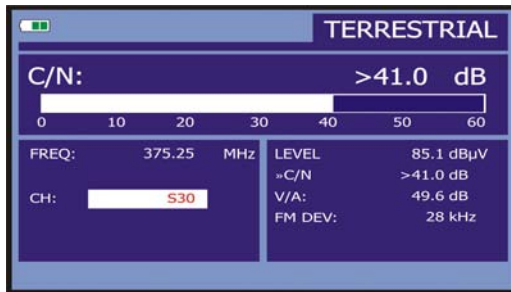 TERRESTRIAL
C/N: >41.0 dB
0 10 20 30 40 50 60
FREQ: 375.25 MHz
CH: S30
LEVEL 85.1 dBµV
»C/N >41.0 dB
V/A: 49.6 dB
FM DEV: 28 kHz